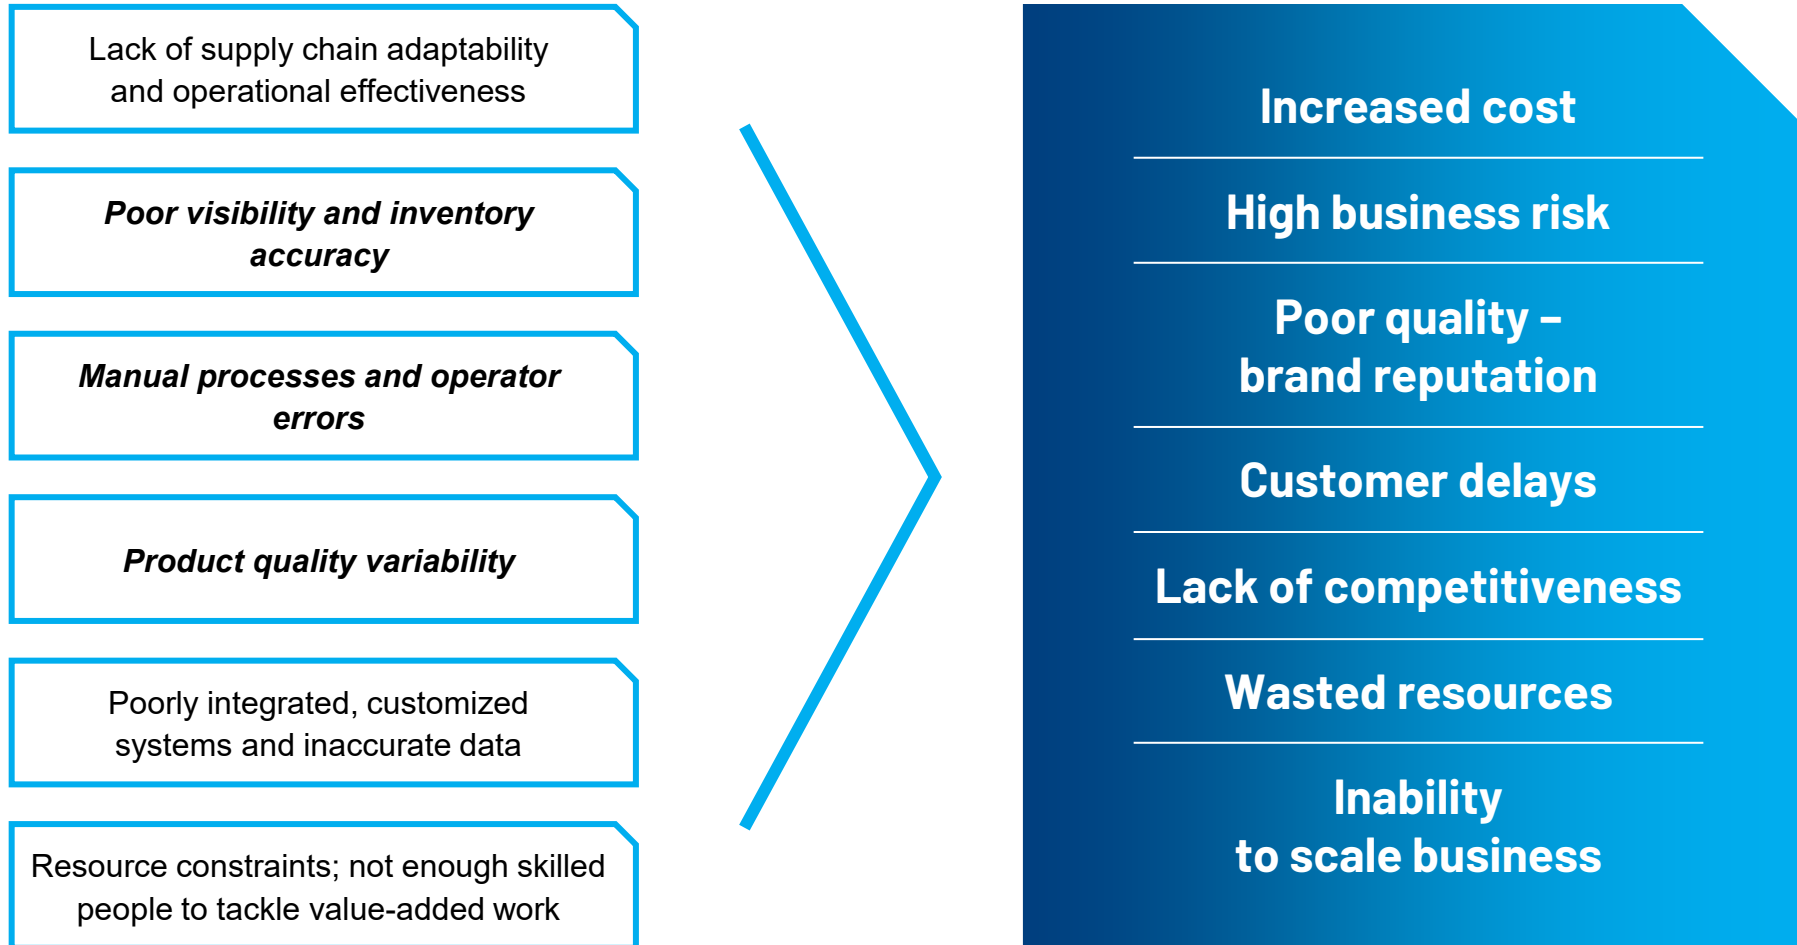 Lack of supply chain adaptability
and operational effectiveness
Poor visibility and inventory
accuracy
Manual processes and operator
errors
Product quality variability
Poorly integrated, customized
systems and inaccurate data
Resource constraints; not enough skilled
people to tackle value-added work
Increased cost
High business risk
Poor quality –
brand reputation
Customer delays
Lack of competitiveness
Wasted resources
Inability
to scale business